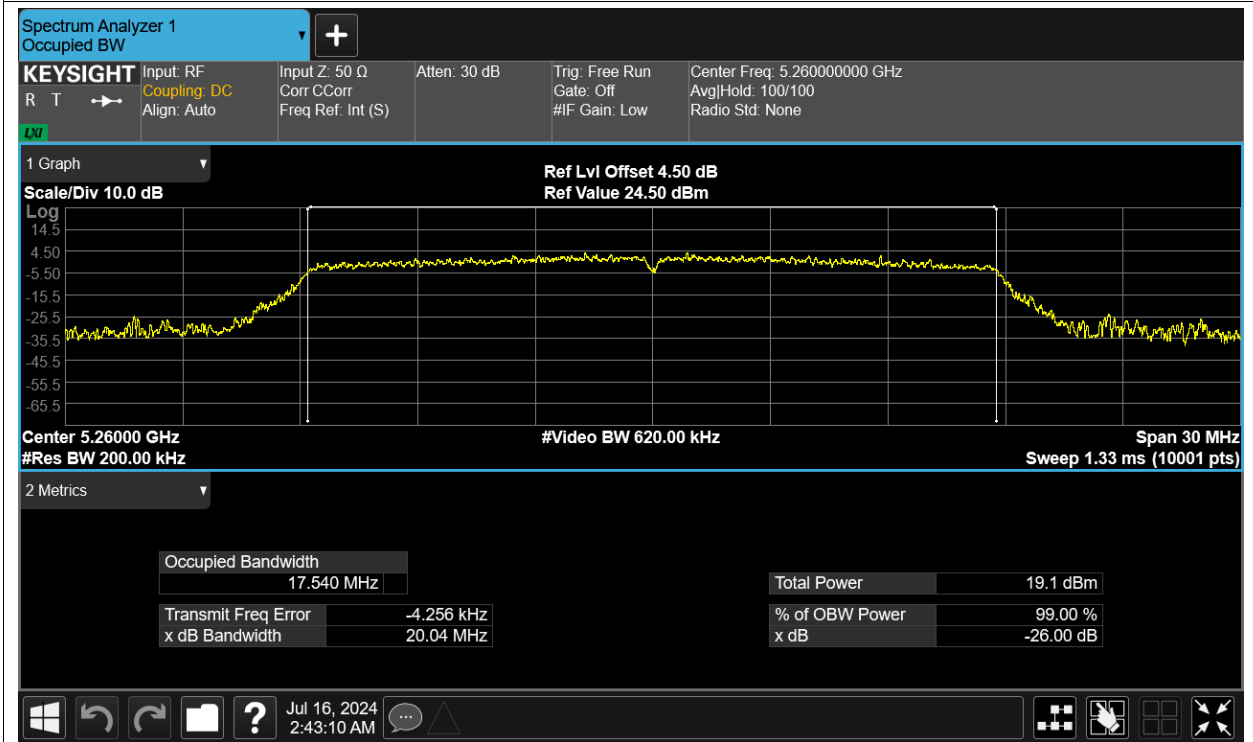 Spectrum Analyzer 1
Occupied BW
KEYSIGHT
R T
LXI
Input: RF
Coupling: DC
Align: Auto
Input Z: 50 Ω
Corr CCorr
Freq Ref: Int (S)
Atten: 30 dB
Trig: Free Run
Gate: Off
#IF Gain: Low
Center Freq: 5.260000000 GHz
Avg|Hold: 100/100
Radio Std: None
1 Graph
Scale/Div 10.0 dB
Ref Lvl Offset 4.50 dB
Ref Value 24.50 dBm
Log
14.5
4.50
-5.50
-15.5
-25.5
-35.5
-45.5
-55.5
-65.5
Center 5.26000 GHz
#Video BW 620.00 kHz
Span 30 MHz
#Res BW 200.00 kHz
Sweep 1.33 ms (10001 pts)
2 Metrics
Occupied Bandwidth
17.540 MHz
Transmit Freq Error -4.256 kHz
x dB Bandwidth 20.04 MHz
Total Power 19.1 dBm
% of OBW Power 99.00 %
x dB -26.00 dB
?
Jul 16, 2024
2:43:10 AM